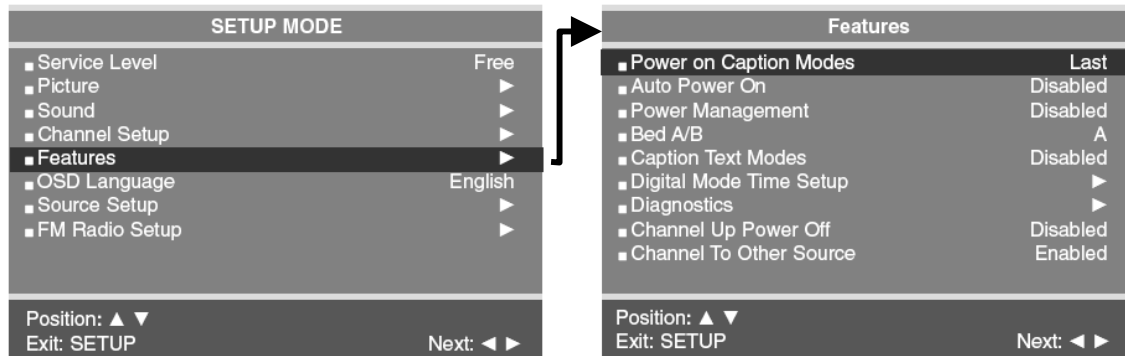 SETUP MODE
Service Level Free
Picture ►
Sound ►
Channel Setup ►
Features ►
OSD Language English
Source Setup ►
FM Radio Setup ►
Position: ▲ ▼
Exit: SETUP Next: ◄ ►
Features
Power on Caption Modes Last
Auto Power On Disabled
Power Management Disabled
Bed A/B A
Caption Text Modes Disabled
Digital Mode Time Setup ►
Diagnostics ►
Channel Up Power Off Disabled
Channel To Other Source Enabled
Position: ▲ ▼
Exit: SETUP Next: ◄ ►